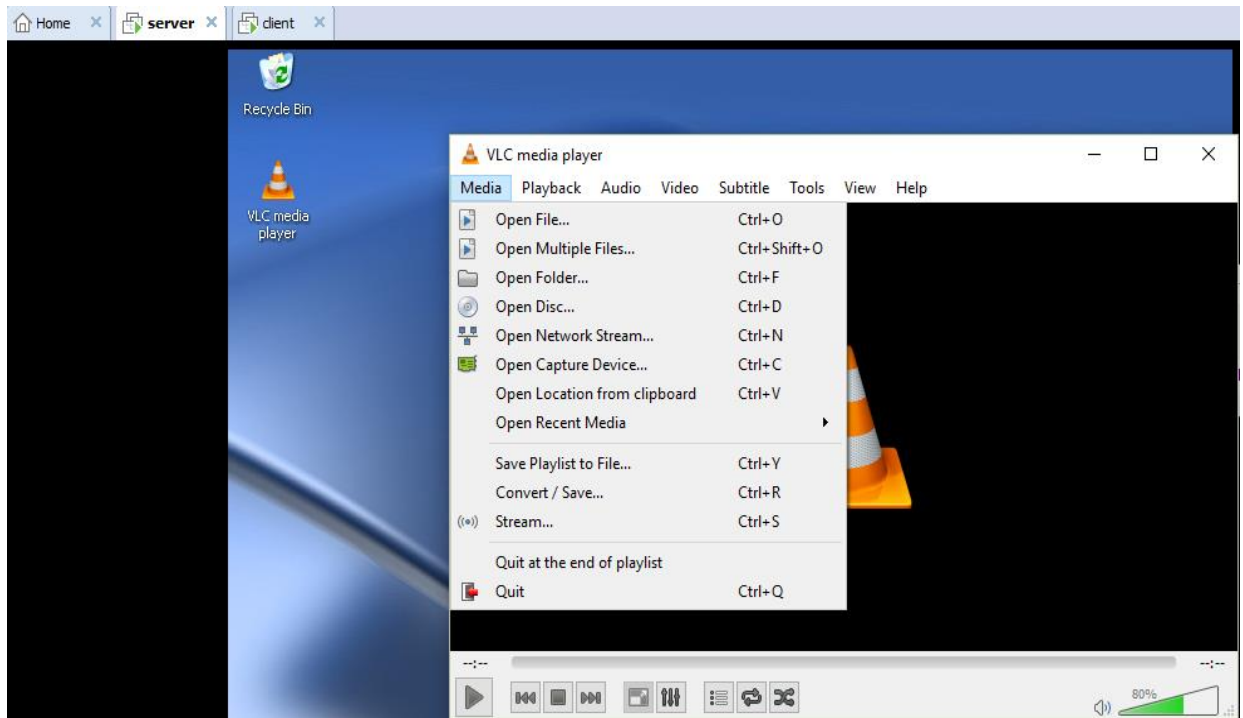 Home × server × client ×
Recycle Bin
VLC media
player
VLC media player
Media Playback Audio Video Subtitle Tools View Help
Open File... Ctrl+O
Open Multiple Files... Ctrl+Shift+O
Open Folder... Ctrl+F
Open Disc... Ctrl+D
Open Network Stream... Ctrl+N
Open Capture Device... Ctrl+C
Open Location from clipboard Ctrl+V
Open Recent Media
Save Playlist to File... Ctrl+Y
Convert / Save... Ctrl+R
Stream... Ctrl+S
Quit at the end of playlist
Quit Ctrl+Q
--:-- --:--
80%